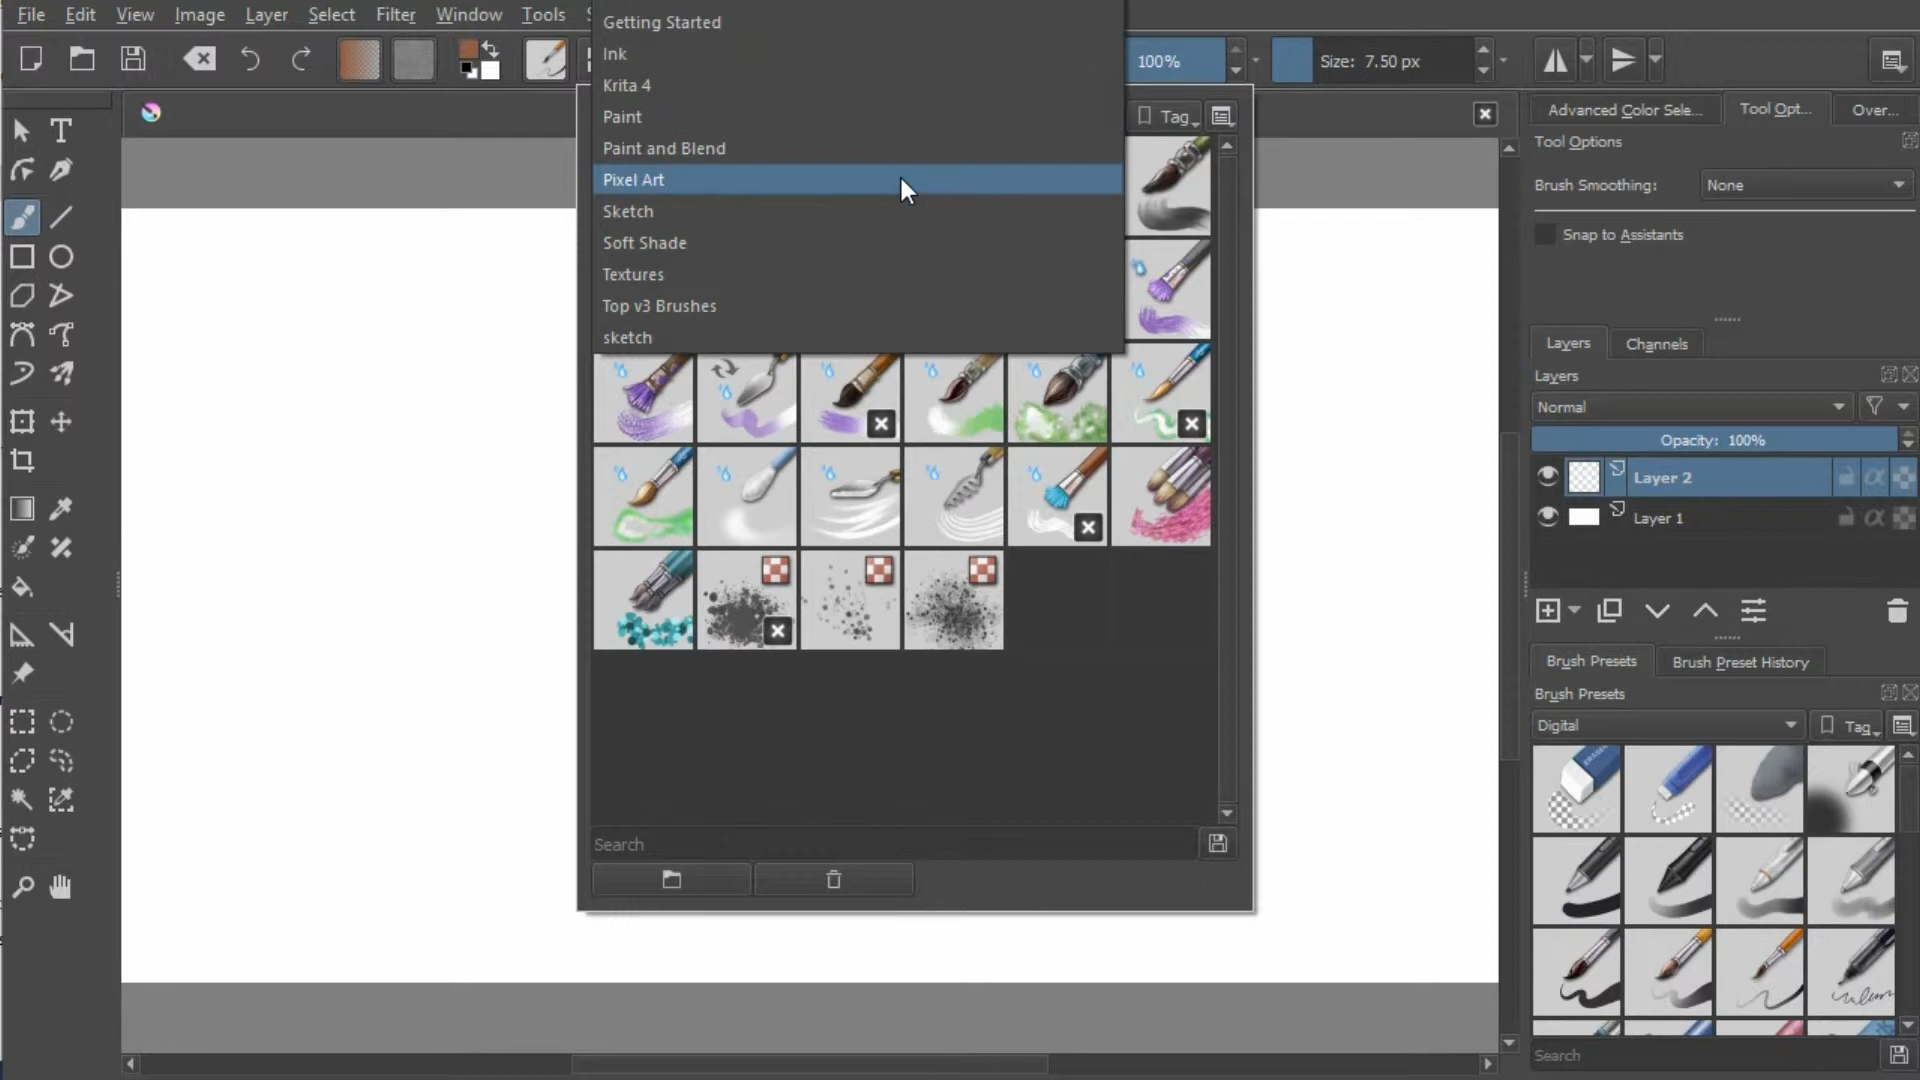 File Edit View Image Layer Select Filter Window Tools
100%
Size: 7.50 px
Getting Started
Ink
Krita 4
Paint
Paint and Blend
Pixel Art
Sketch
Soft Shade
Textures
Top v3 Brushes
sketch
Tag
Search
Advanced Color Sele... Tool Opt... Over...
Tool Options
Brush Smoothing: None
Snap to Assistants
Layers Channels
Layers
Normal
Opacity: 100%
Layer 2
Layer 1
Brush Presets Brush Preset History
Brush Presets
Digital Tag
Search